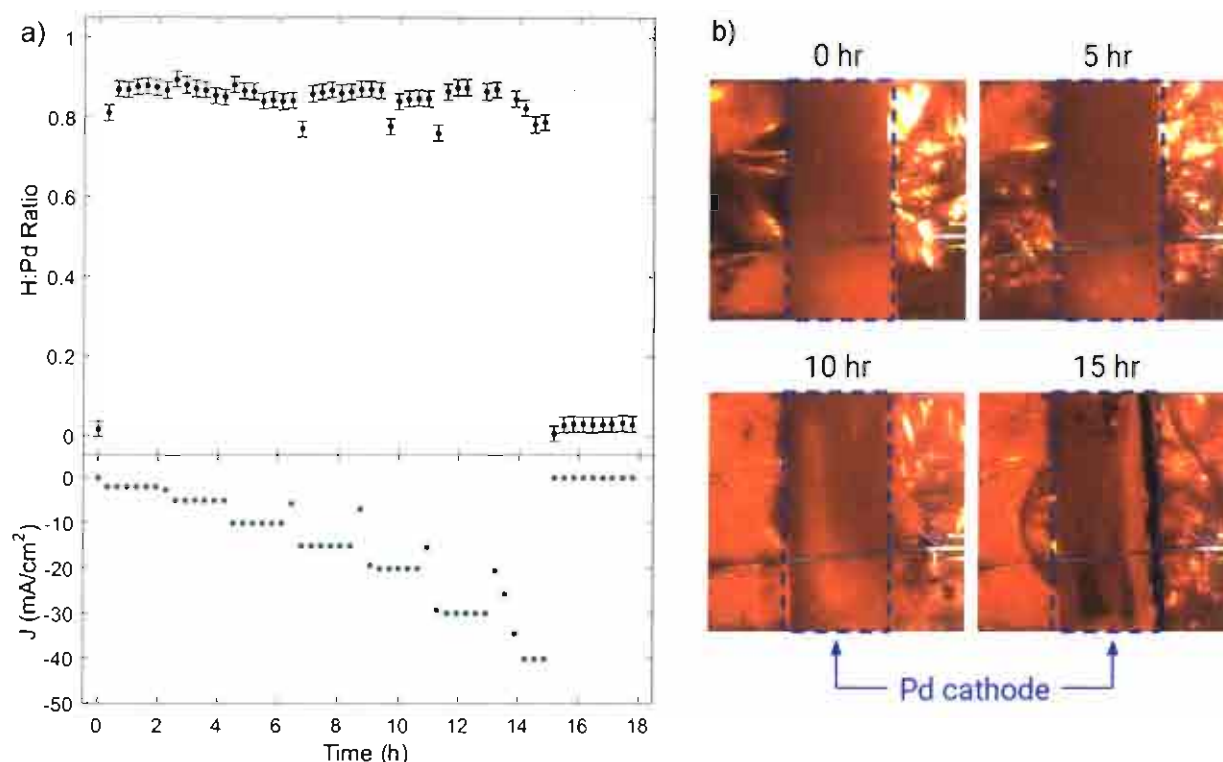 a)
1
0.8
0.6
0.4
0.2
0
H:Pd Ratio
0
-10
-20
-30
-40
-50
J (mA/cm²)
0 2 4 6 8 10 12 14 16 18
Time (h)
b)
0 hr
5 hr
10 hr
15 hr
Pd cathode